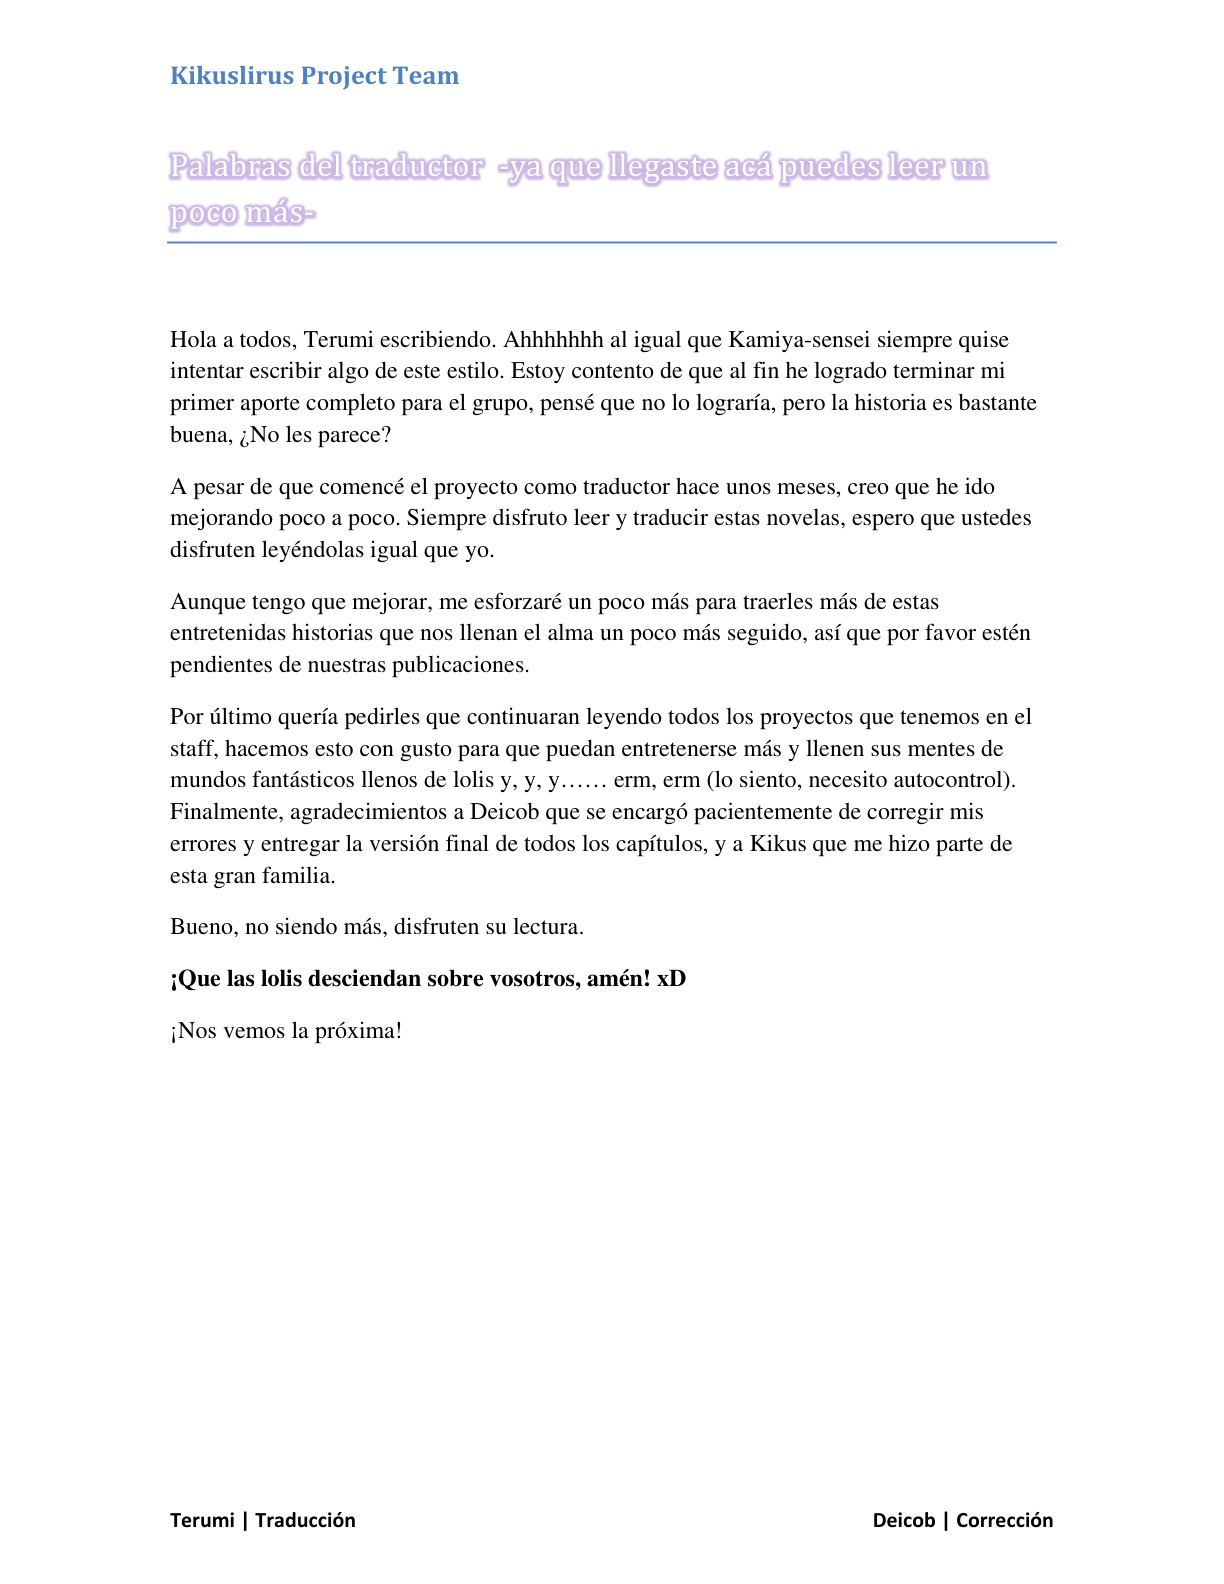 Kikuslirus Project Team
Palabras del traductor  -ya que llegaste acá puedes leer un
poco más-
Hola a todos, Terumi escribiendo. Ahhhhhhh al igual que Kamiya-sensei siempre quise
intentar escribir algo de este estilo. Estoy contento de que al fin he logrado terminar mi
primer aporte completo para el grupo, pensé que no lo lograría, pero la historia es bastante
buena, ¿No les parece?
A pesar de que comencé el proyecto como traductor hace unos meses, creo que he ido
mejorando poco a poco. Siempre disfruto leer y traducir estas novelas, espero que ustedes
disfruten leyéndolas igual que yo.
Aunque tengo que mejorar, me esforzaré un poco más para traerles más de estas
entretenidas historias que nos llenan el alma un poco más seguido, así que por favor estén
pendientes de nuestras publicaciones.
Por último quería pedirles que continuaran leyendo todos los proyectos que tenemos en el
staff, hacemos esto con gusto para que puedan entretenerse más y llenen sus mentes de
mundos fantásticos llenos de lolis y, y, y…… erm, erm (lo siento, necesito autocontrol).
Finalmente, agradecimientos a Deicob que se encargó pacientemente de corregir mis
errores y entregar la versión final de todos los capítulos, y a Kikus que me hizo parte de
esta gran familia.
Bueno, no siendo más, disfruten su lectura.
¡Que las lolis desciendan sobre vosotros, amén! xD
¡Nos vemos la próxima!
Terumi | Traducción Deicob | Corrección